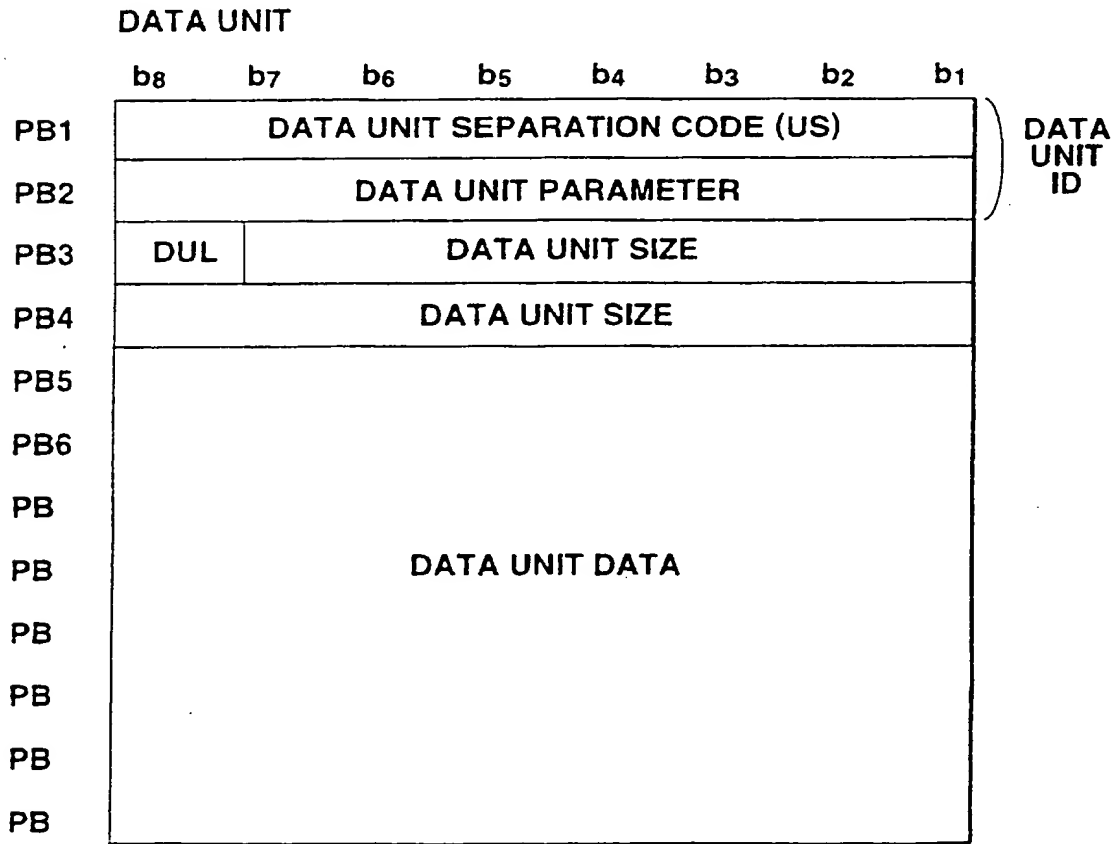 DATA UNIT
b8 b7 b6 b5 b4 b3 b2 b1
PB1 DATA UNIT SEPARATION CODE (US)
PB2 DATA UNIT PARAMETER
DATA
UNIT
ID
PB3 DUL DATA UNIT SIZE
PB4 DATA UNIT SIZE
PB5
PB6
PB
PB DATA UNIT DATA
PB
PB
PB
PB